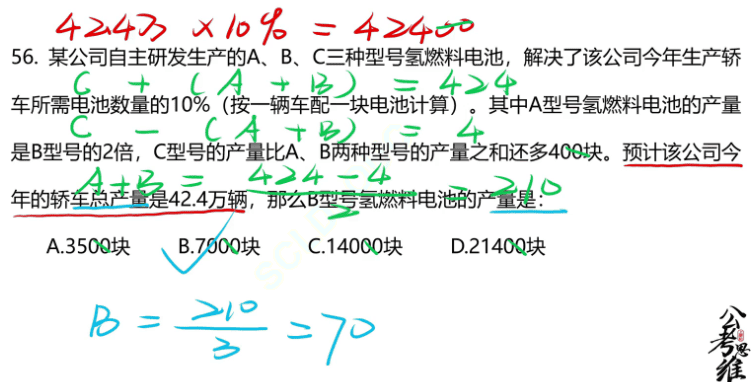 42.4万 ×10% = 42400
56. 某公司自主研发生产的A、B、C三种型号氢燃料电池，解决了该公司今年生产轿
C + (A + B) = 424
车所需电池数量的10%（按一辆车配一块电池计算）。其中A型号氢燃料电池的产量
C - (A + B) = 4
是B型号的2倍，C型号的产量比A、B两种型号的产量之和还多400块。预计该公司今
A+B = 424-4 / 2 = 210
年的轿车总产量是42.4万辆，那么B型号氢燃料电池的产量是：
A.3500块 B.7000块 C.14000块 D.21400块
B = 210 / 3 = 70
公考思维